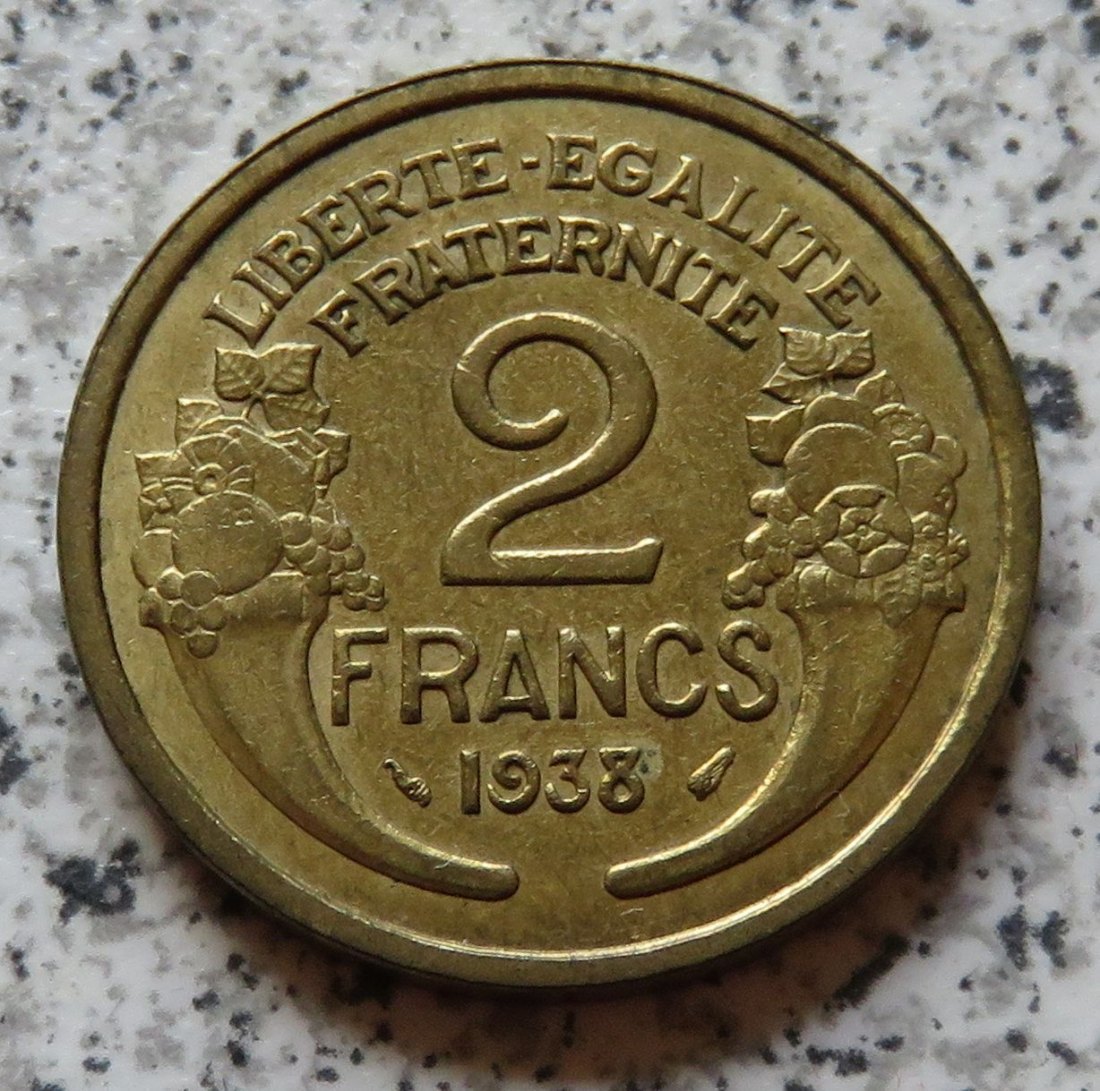 LIBERTE-EGALITE
FRATERNITE
2
FRANCS
1938